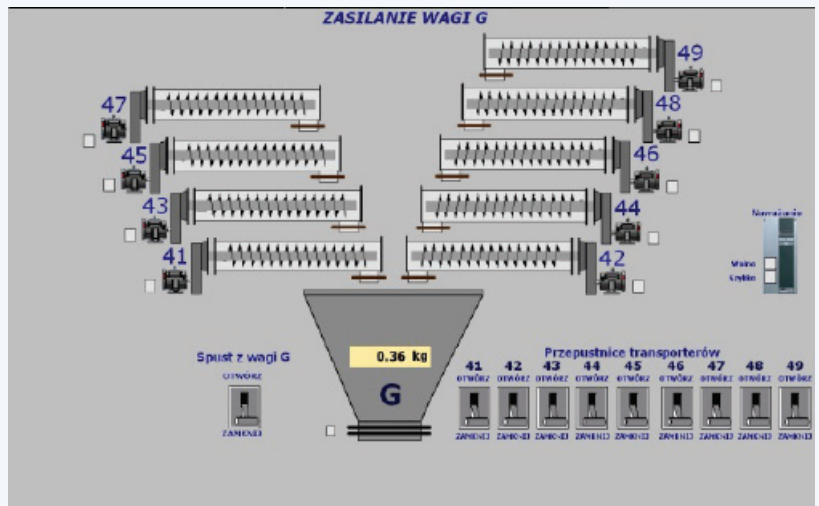 ZASILANIE WAGI G
49
47
48
45
46
43
44
41
42
Naważanie
Wolno
Szybko
0.36 kg
G
Spust z wagi G
OTWÓRZ
ZAMKNIJ
Przepustnice transporterów
41 42 43 44 45 46 47 48 49
OTWÓRZ OTWÓRZ OTWÓRZ OTWÓRZ OTWÓRZ OTWÓRZ OTWÓRZ OTWÓRZ OTWÓRZ
ZAMKNIJ ZAMKNIJ ZAMKNIJ ZAMKNIJ ZAMKNIJ ZAMKNIJ ZAMKNIJ ZAMKNIJ ZAMKNIJ